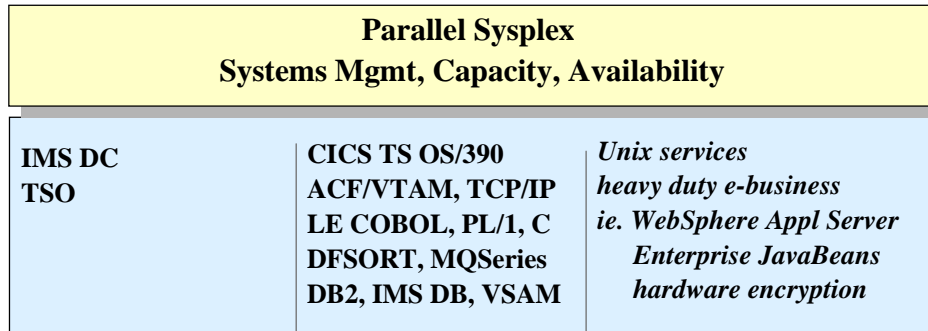 Parallel Sysplex
Systems Mgmt, Capacity, Availability
IMS DC
TSO
CICS TS OS/390
ACF/VTAM, TCP/IP
LE COBOL, PL/1, C
DFSORT, MQSeries
DB2, IMS DB, VSAM
Unix services
heavy duty e-business
ie. WebSphere Appl Server
Enterprise JavaBeans
hardware encryption